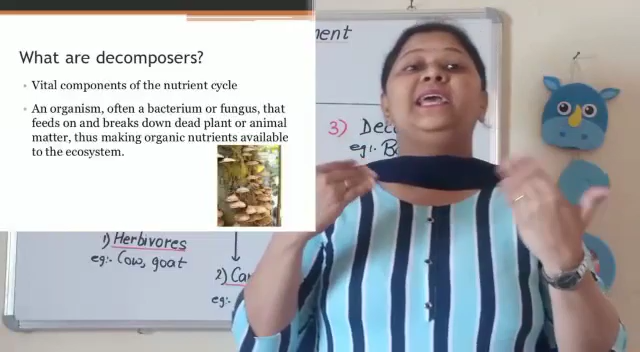 What are decomposers?
Vital components of the nutrient cycle
An organism, often a bacterium or fungus, that
feeds on and breaks down dead plant or animal
matter, thus making organic nutrients available
to the ecosystem.
ment
3) Dec
eg:- B
1) Herbivores
eg:- Cow, goat
2) Car
eg:-